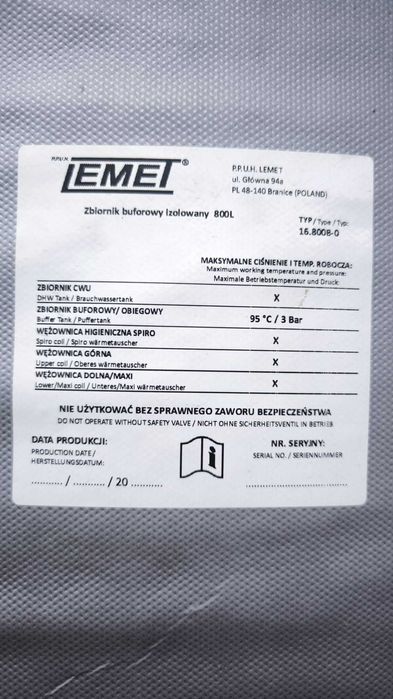 P.P.U.H.
LEMET®
P.P.U.H. LEMET
ul. Główna 94a
PL 48-140 Branice (POLAND)
Zbiornik buforowy izolowany 800L
TYP / Type / Typ:
16.800B-0
MAKSYMALNE CIŚNIENIE I TEMP. ROBOCZA:
Maximum working temperature and pressure:
Maximale Betriebstemperatur und Druck:
ZBIORNIK CWU
DHW Tank / Brauchwassertank
X
ZBIORNIK BUFOROWY/ OBIEGOWY
Buffer Tank / Puffertank
95 °C / 3 Bar
WĘŻOWNICA HIGIENICZNA SPIRO
Spiro coil / Spiro wärmetauscher
X
WĘŻOWNICA GÓRNA
Upper coil / Oberes wärmetauscher
X
WĘŻOWNICA DOLNA/MAXI
Lower/Maxi coil / Unteres/Maxi wärmetauscher
X
NIE UŻYTKOWAĆ BEZ SPRAWNEGO ZAWORU BEZPIECZEŃSTWA
DO NOT OPERATE WITHOUT SAFETY VALVE / NICHT OHNE SICHERHEITSVENTIL IN BETRIEB
DATA PRODUKCJI:
PRODUCTION DATE /
HERSTELLUNGSDATUM:
i
NR. SERYJNY:
SERIAL NO. / SERIENNUMMER
........... / ........... / 20 ...........
...................................